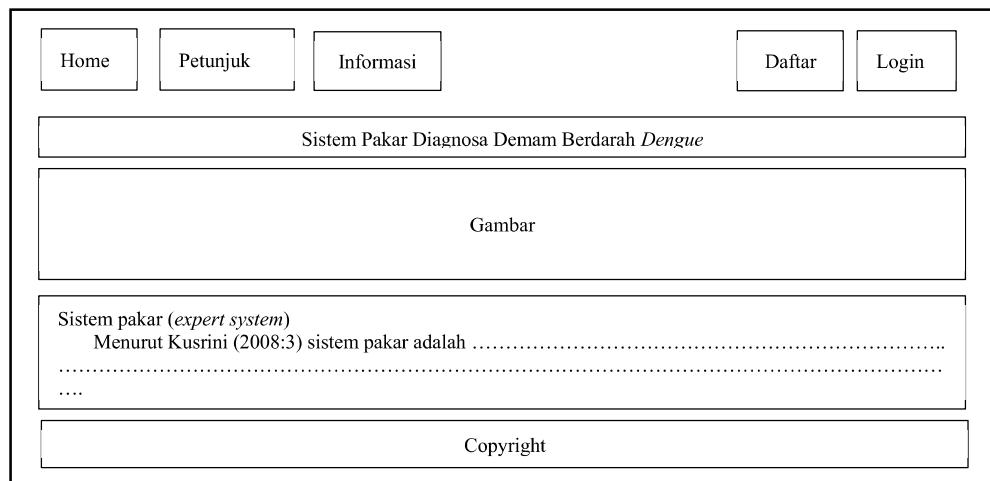 Home Petunjuk Informasi Daftar Login
Sistem Pakar Diagnosa Demam Berdarah Dengue
Gambar
Sistem pakar (expert system)
Menurut Kusrini (2008:3) sistem pakar adalah ……………………………………………………………..
……………………………………………………………………………………………………………………
….
Copyright